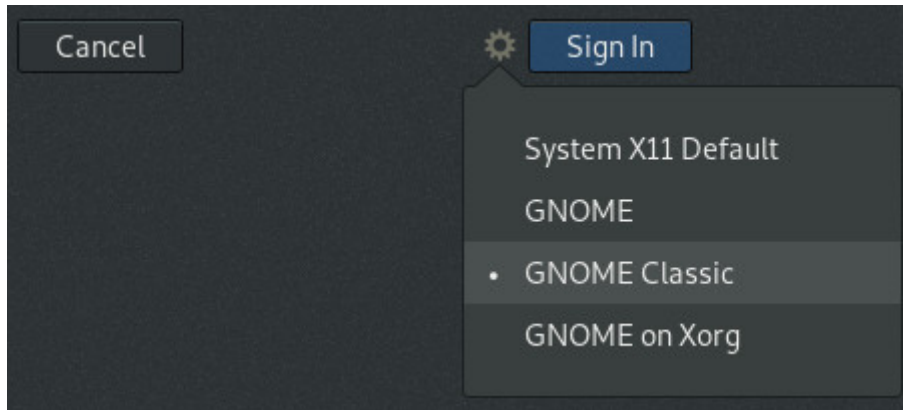 Cancel
Sign In
System X11 Default
GNOME
• GNOME Classic
GNOME on Xorg